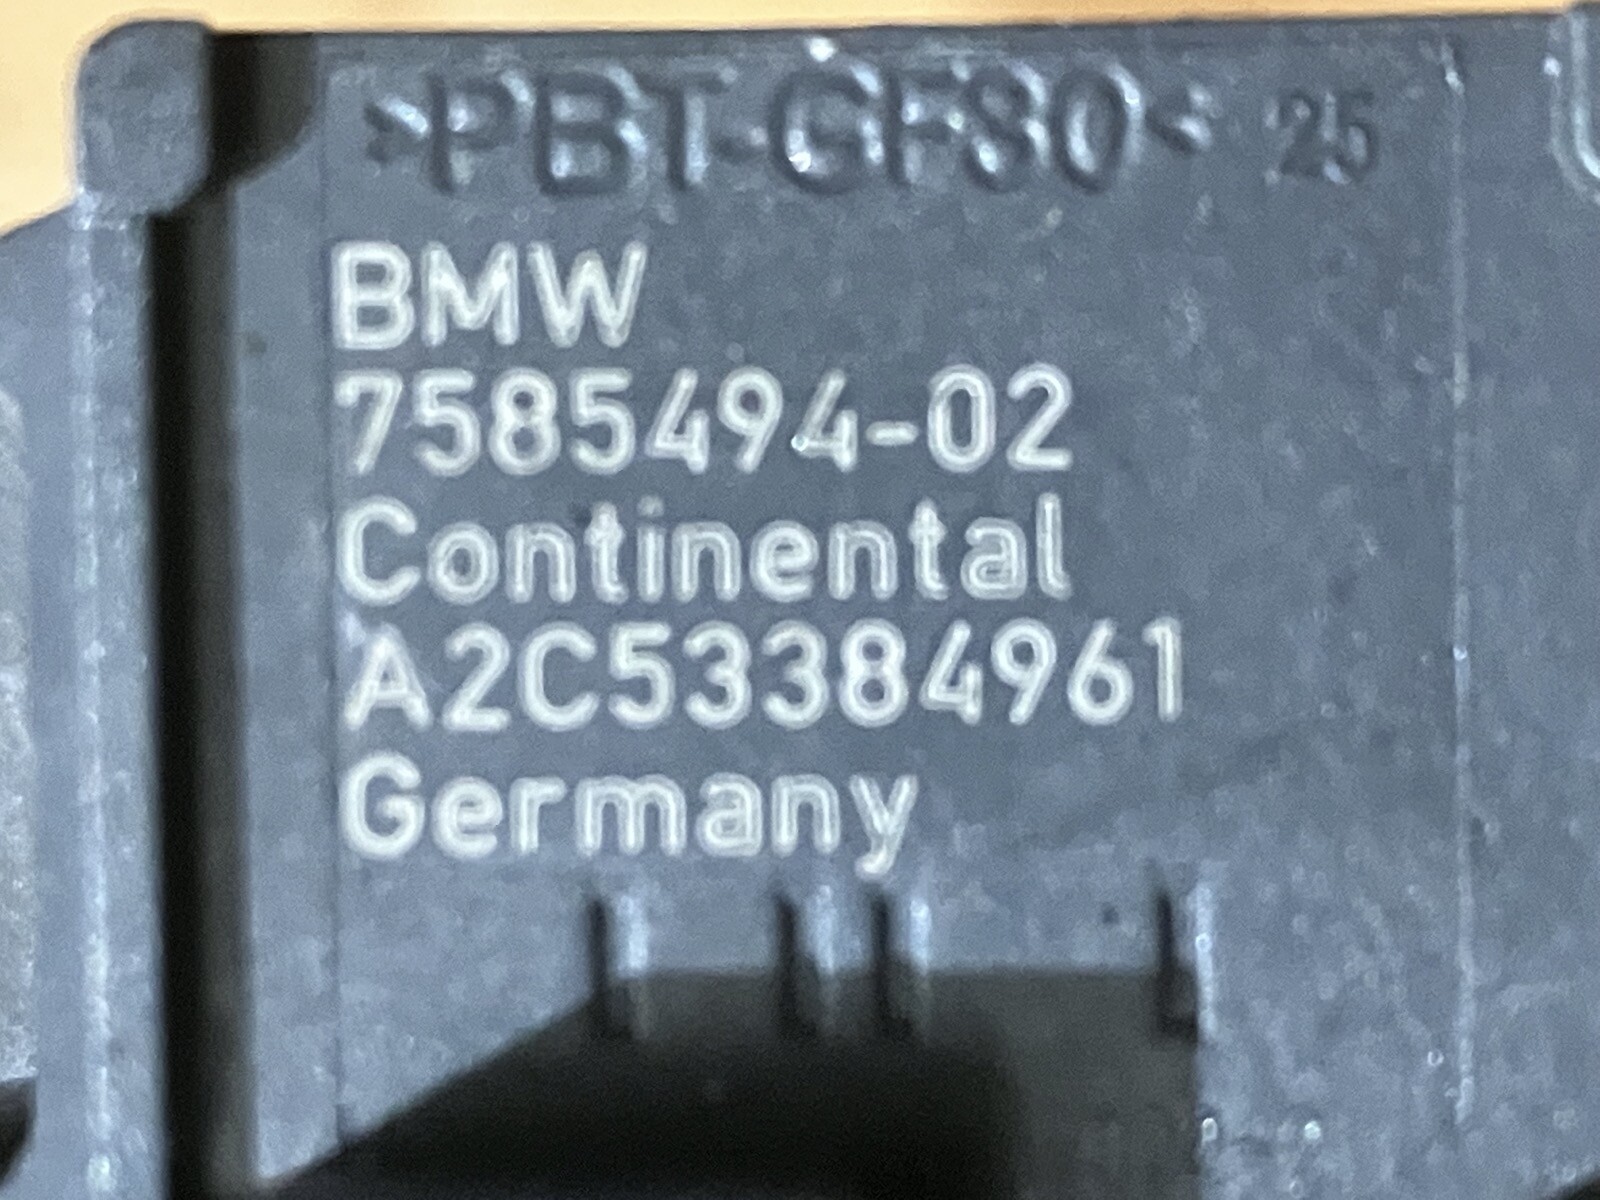 >PBT-GF30< 25
BMW
7585494-02
Continental
A2C53384961
Germany